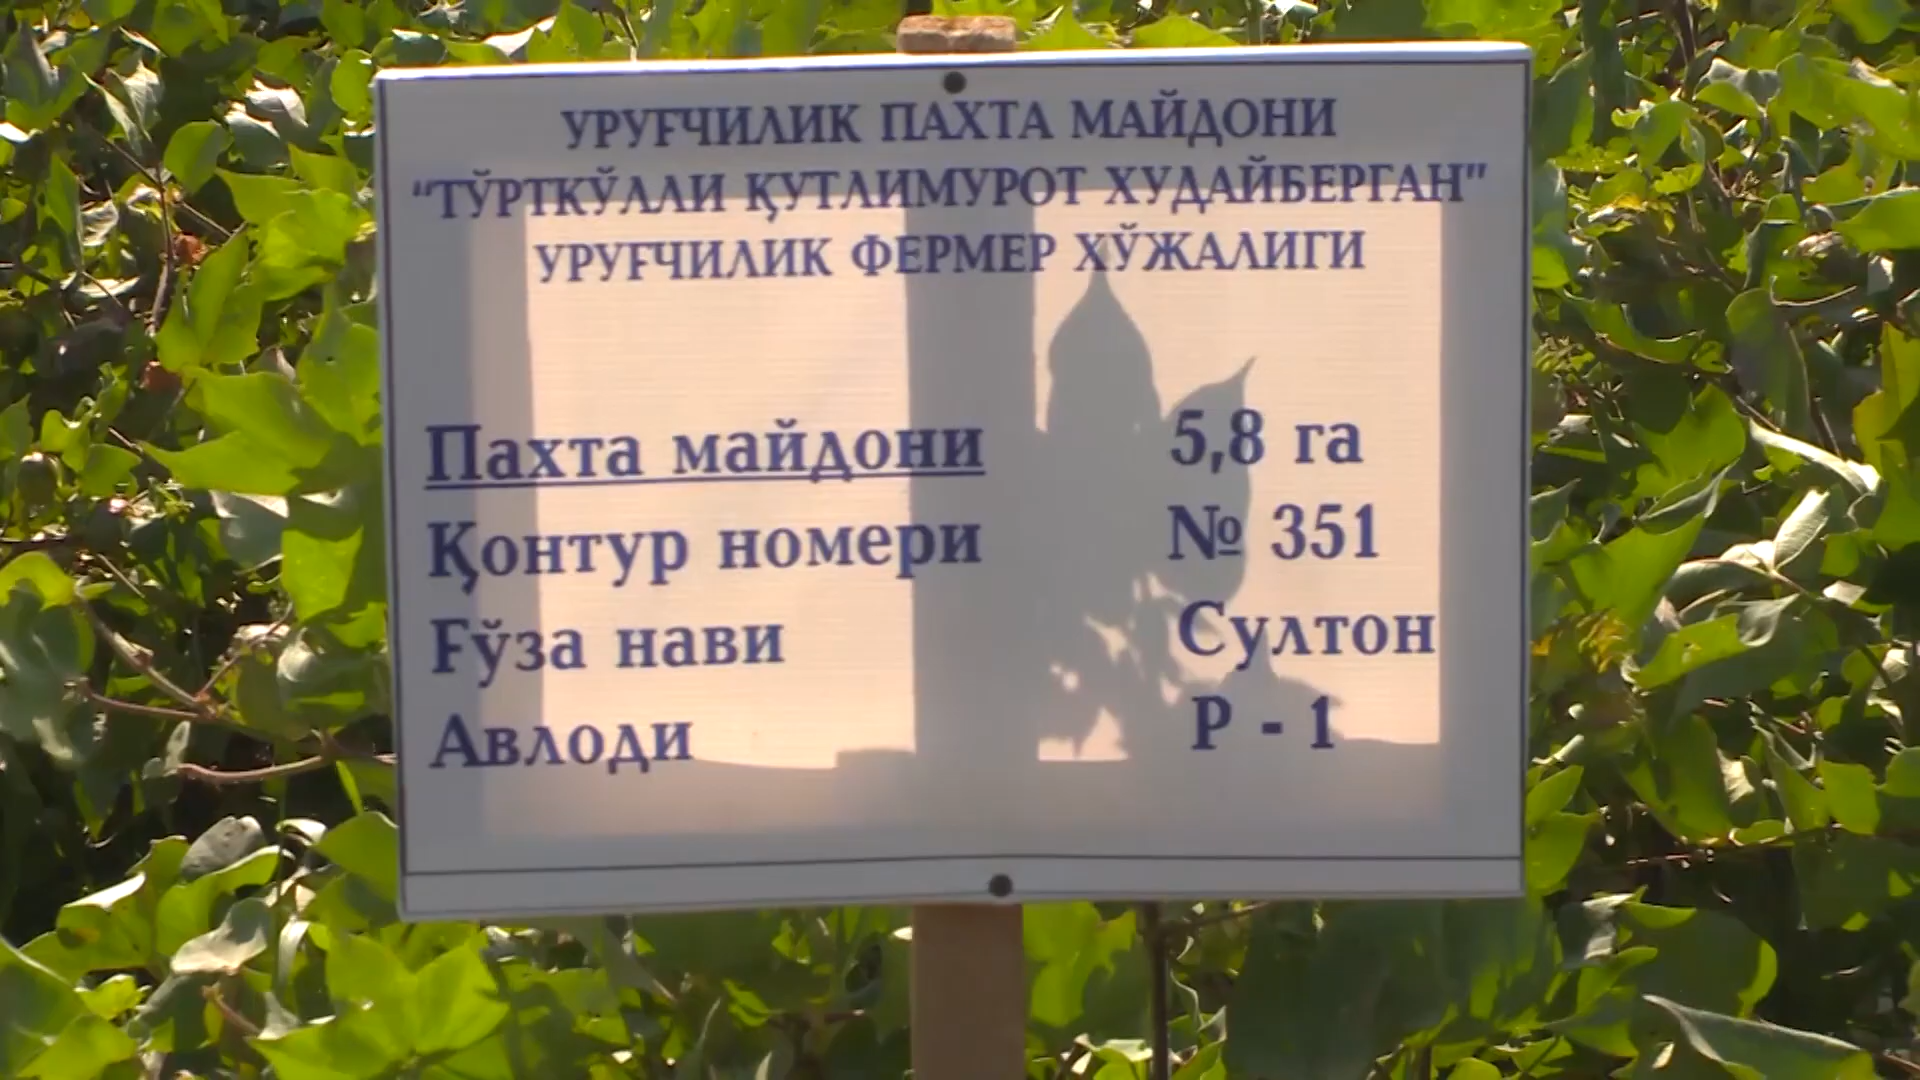 УРУҒЧИЛИК ПАХТА МАЙДОНИ
“ТЎРТКЎЛЛИ ҚУТЛИМУРОТ ХУДАЙБЕРГАН”
УРУҒЧИЛИК ФЕРМЕР ХЎЖАЛИГИ
Пахта майдони 5,8 га
Қонтур номери № 351
Ғўза нави Султон
Авлоди Р - 1